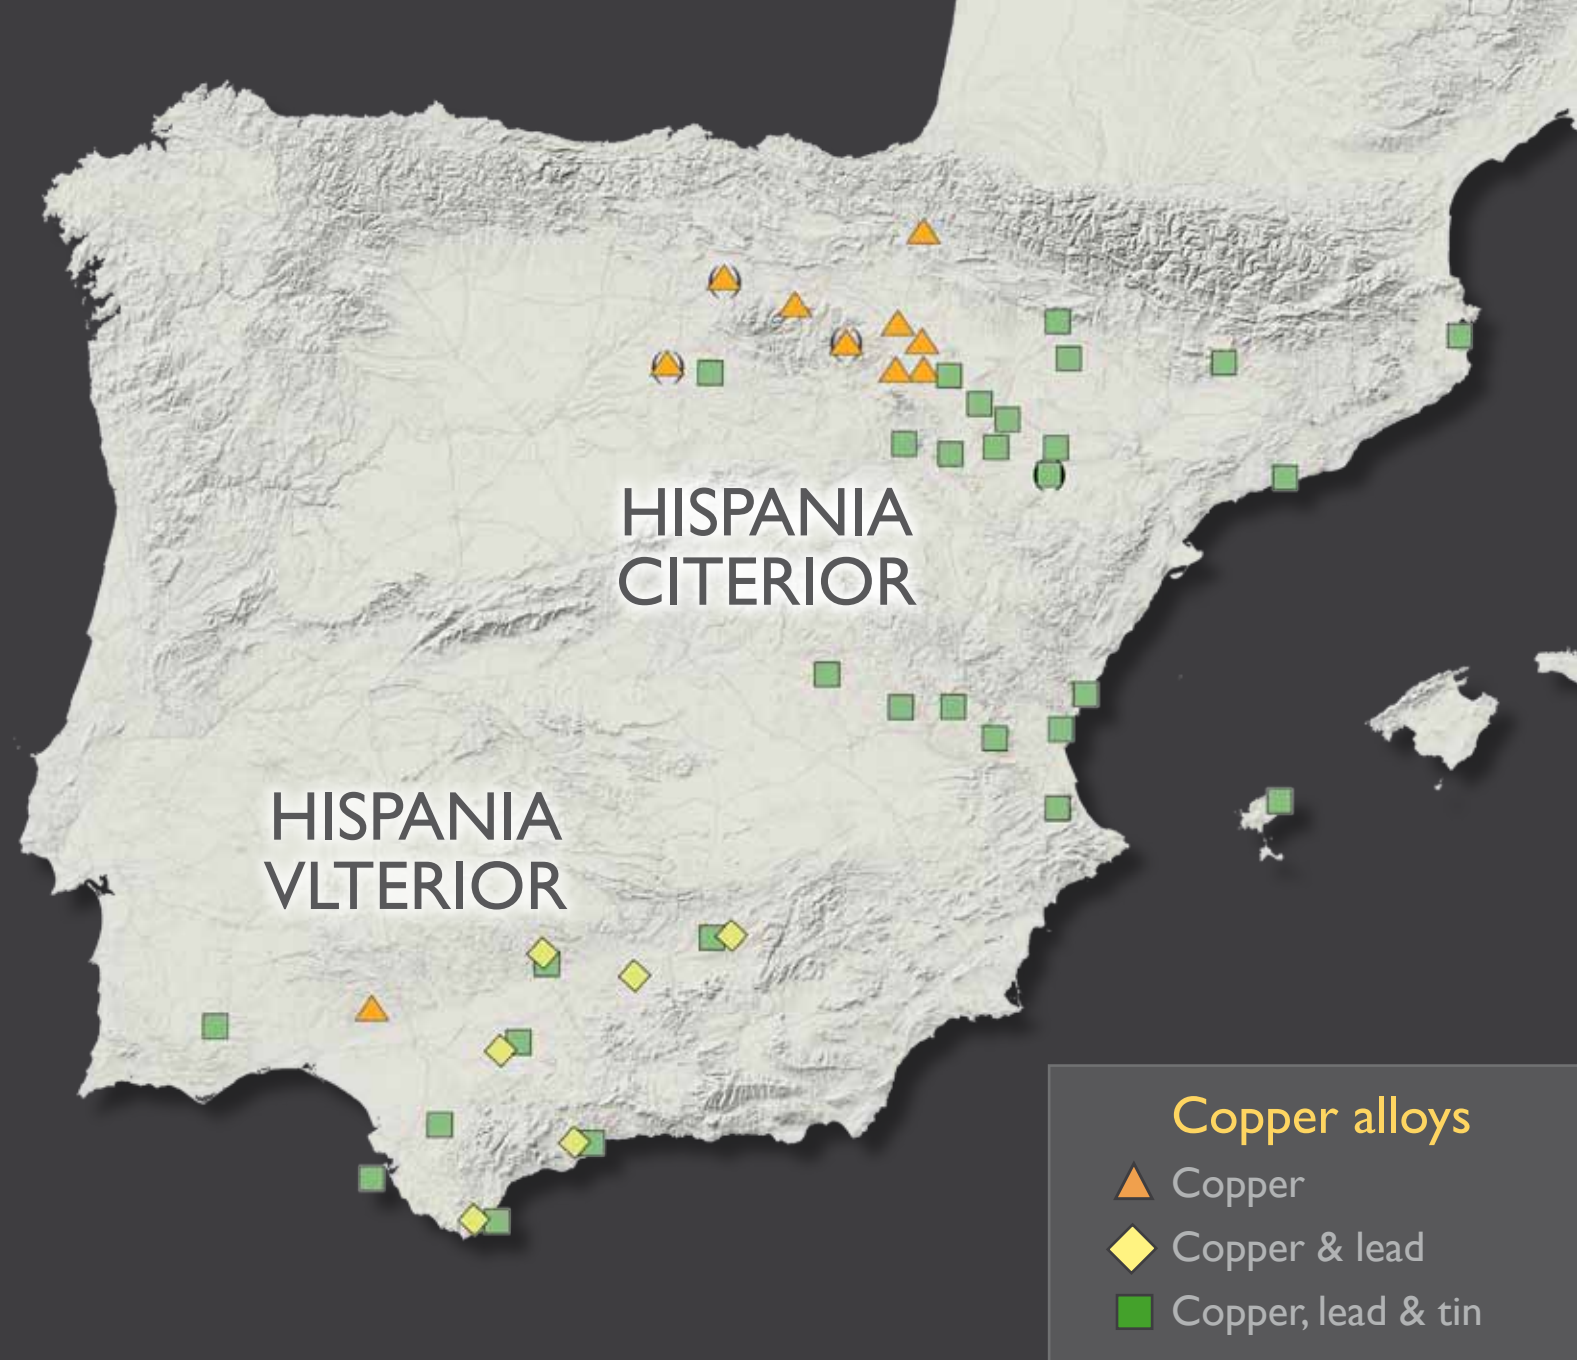 HISPANIA
CITERIOR
HISPANIA
VLTERIOR
Copper alloys
Copper
Copper & lead
Copper, lead & tin